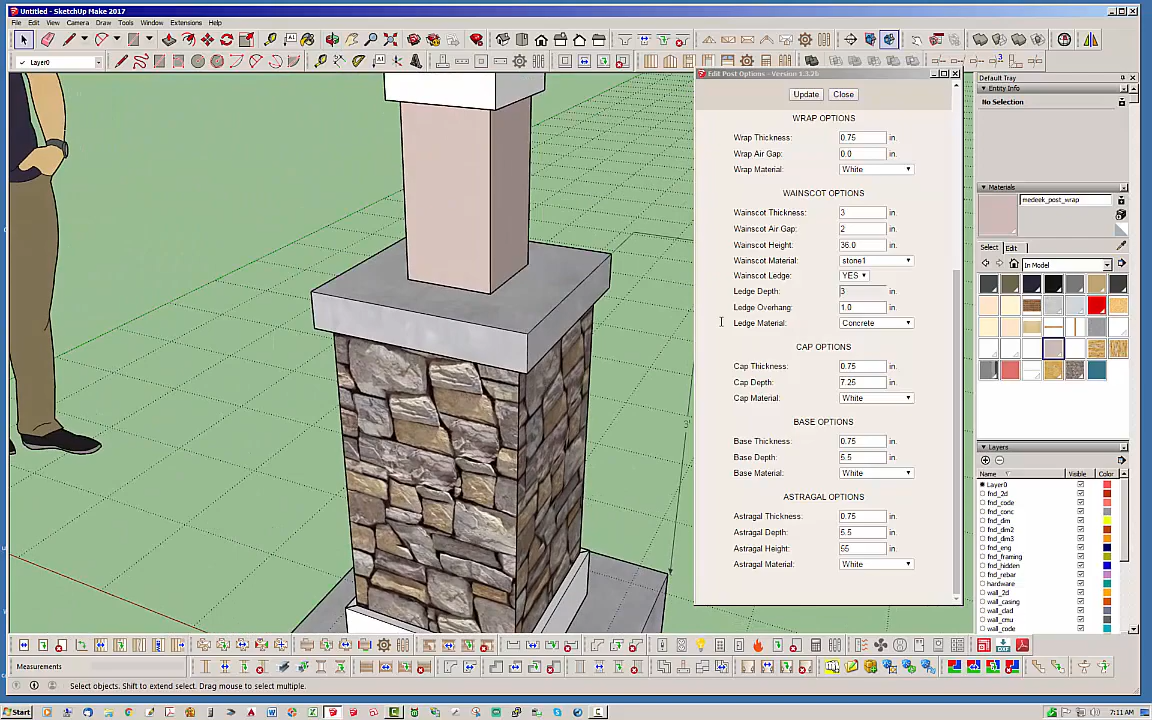 Untitled - SketchUp Make 2017
File Edit View Camera Draw Tools Window Extensions Help
Layer0
Edit Post Options - Version 1.3.2b
Update Close
WRAP OPTIONS
Wrap Thickness: 0.75 in.
Wrap Air Gap: 0.0 in.
Wrap Material: White
WAINSCOT OPTIONS
Wainscot Thickness: 3 in.
Wainscot Air Gap: 2 in.
Wainscot Height: 36.0 in.
Wainscot Material: stone1
Wainscot Ledge: YES
Ledge Depth: 3 in.
Ledge Overhang: 1.0 in.
Ledge Material: Concrete
CAP OPTIONS
Cap Thickness: 0.75 in.
Cap Depth: 7.25 in.
Cap Material: White
BASE OPTIONS
Base Thickness: 0.75 in.
Base Depth: 5.5 in.
Base Material: White
ASTRAGAL OPTIONS
Astragal Thickness: 0.75 in.
Astragal Depth: 5.5 in.
Astragal Height: 55 in.
Astragal Material: White
3'
Default Tray
Entity Info
No Selection
Materials
medeek_post_wrap
Select Edit
In Model
Layers
Name Visible Color
Layer0
fnd_2d
fnd_code
fnd_conc
fnd_dim
fnd_dim2
fnd_dim3
fnd_eng
fnd_framing
fnd_hidden
fnd_rebar
hardware
wall_2d
wall_casing
wall_clad
wall_cmu
wall_code
Measurements
Select objects. Shift to extend select. Drag mouse to select multiple.
Start
7:11 AM